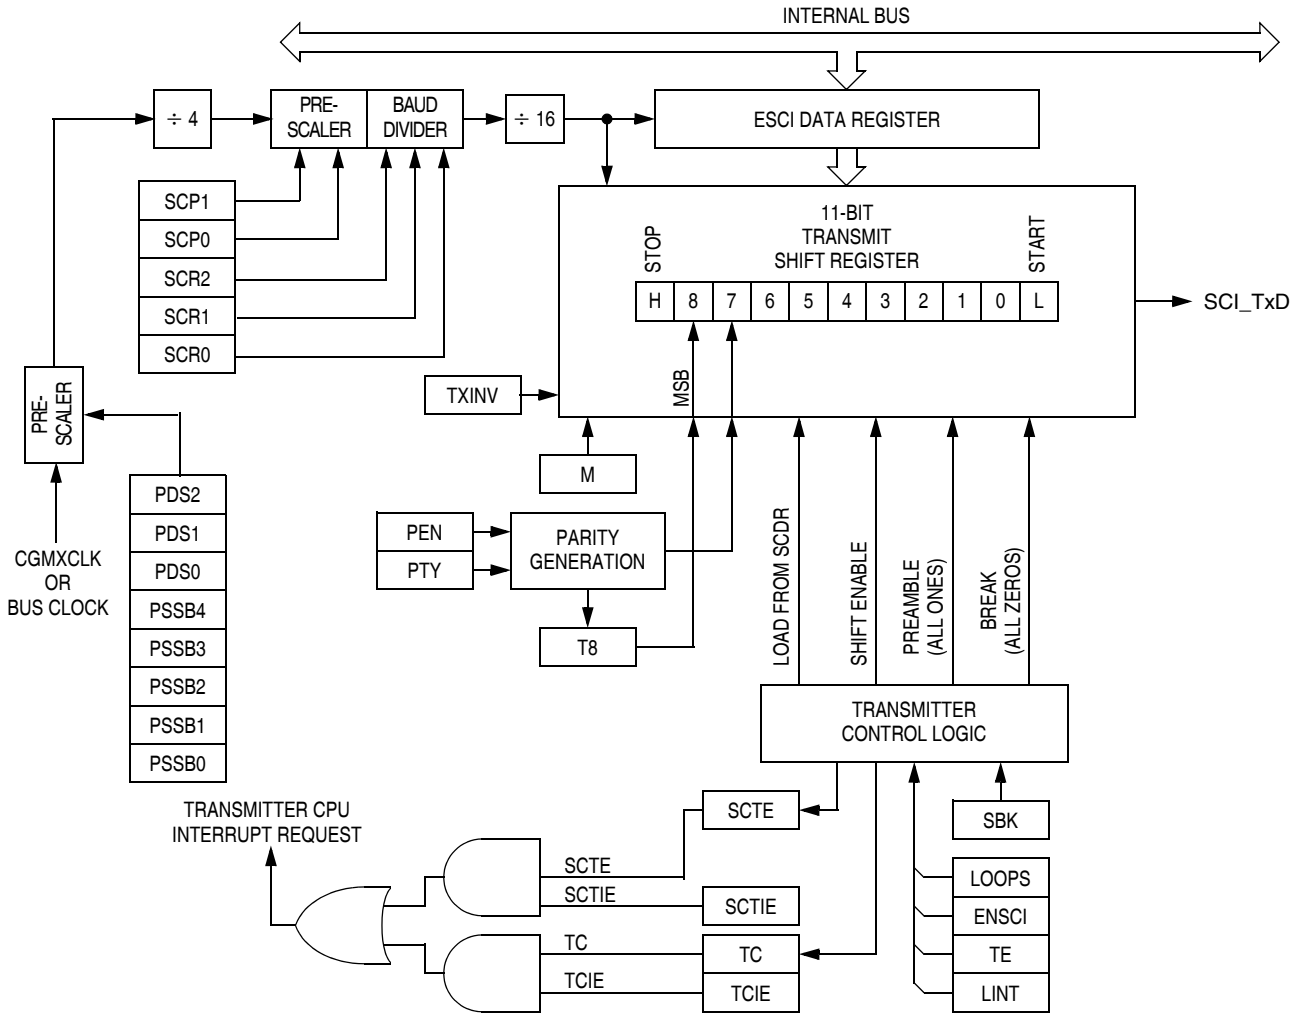 INTERNAL BUS
÷ 4
PRE-
SCALER
BAUD
DIVIDER
÷ 16
ESCI DATA REGISTER
SCP1
SCP0
SCR2
SCR1
SCR0
11-BIT
TRANSMIT
SHIFT REGISTER
STOP
START
H 8 7 6 5 4 3 2 1 0 L
SCI_TxD
PRE-
SCALER
TXINV
MSB
M
PDS2
PDS1
PDS0
PSSB4
PSSB3
PSSB2
PSSB1
PSSB0
CGMXCLK
OR
BUS CLOCK
PEN
PTY
PARITY
GENERATION
T8
LOAD FROM SCDR
SHIFT ENABLE
PREAMBLE
(ALL ONES)
BREAK
(ALL ZEROS)
TRANSMITTER
CONTROL LOGIC
TRANSMITTER CPU
INTERRUPT REQUEST
SCTE
SBK
SCTE
SCTIE
SCTIE
TC
TC
TCIE
TCIE
LOOPS
ENSCI
TE
LINT